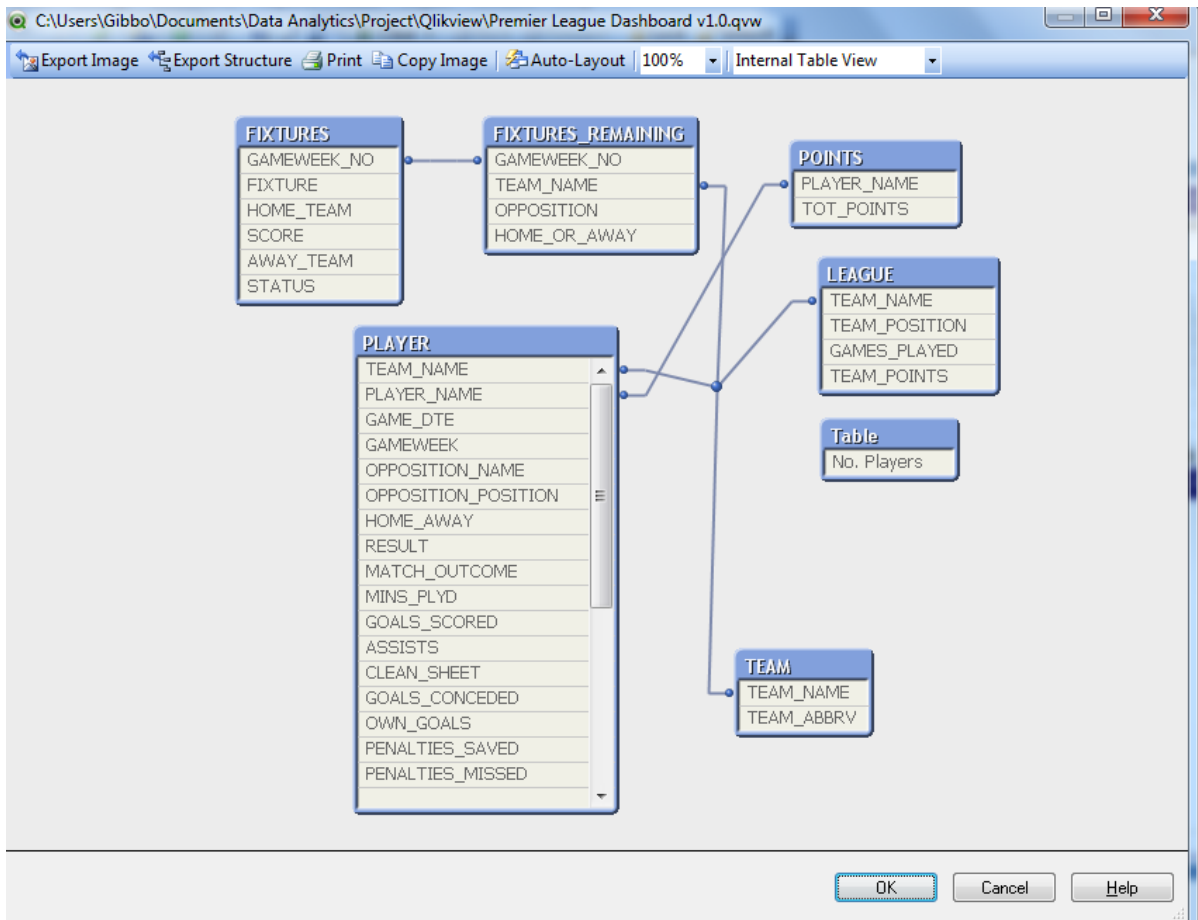 C:\Users\Gibbo\Documents\Data Analytics\Project\Qlikview\Premier League Dashboard v1.0.qvw
Export Image Export Structure Print Copy Image Auto-Layout 100% Internal Table View
FIXTURES
GAMEWEEK_NO
FIXTURE
HOME_TEAM
SCORE
AWAY_TEAM
STATUS
FIXTURES_REMAINING
GAMEWEEK_NO
TEAM_NAME
OPPOSITION
HOME_OR_AWAY
POINTS
PLAYER_NAME
TOT_POINTS
LEAGUE
TEAM_NAME
TEAM_POSITION
GAMES_PLAYED
TEAM_POINTS
PLAYER
TEAM_NAME
PLAYER_NAME
GAME_DTE
GAMEWEEK
OPPOSITION_NAME
OPPOSITION_POSITION
HOME_AWAY
RESULT
MATCH_OUTCOME
MINS_PLYD
GOALS_SCORED
ASSISTS
CLEAN_SHEET
GOALS_CONCEDED
OWN_GOALS
PENALTIES_SAVED
PENALTIES_MISSED
Table
No. Players
TEAM
TEAM_NAME
TEAM_ABBRV
OK Cancel Help